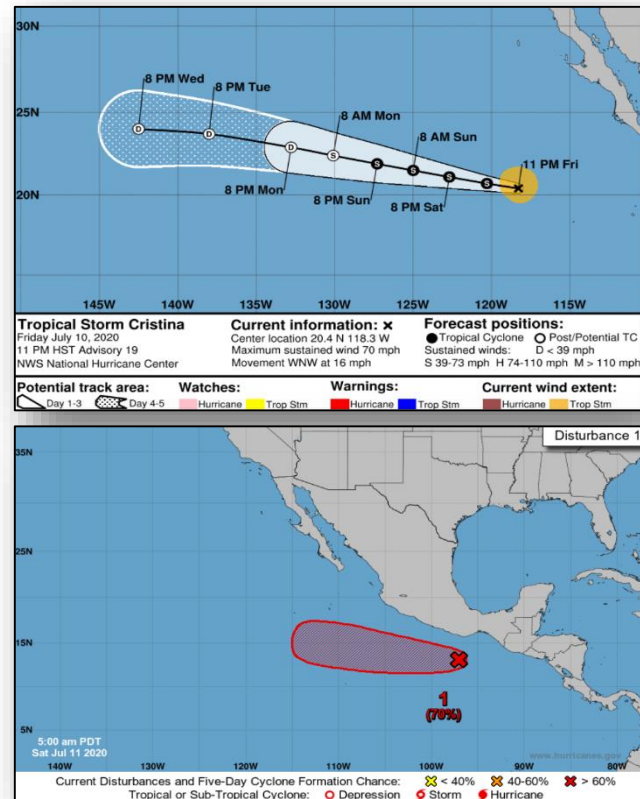 30N
25N
20N
8 PM Wed
8 PM Tue
8 AM Mon
8 AM Sun
11 PM Fri
D
D
D
D
S
S
S
S
8 PM Mon
8 PM Sun
8 PM Sat
145W 140W 135W 130W 125W 120W 115W
Tropical Storm Cristina
Friday July 10, 2020
11 PM HST Advisory 19
NWS National Hurricane Center
Current information: ×
Center location 20.4 N 118.3 W
Maximum sustained wind 70 mph
Movement WNW at 16 mph
Forecast positions:
Tropical Cyclone Post/Potential TC
Sustained winds: D < 39 mph
S 39-73 mph H 74-110 mph M > 110 mph
Potential track area:
Day 1-3 Day 4-5
Watches:
Hurricane Trop Stm
Warnings:
Hurricane Trop Stm
Current wind extent:
Hurricane Trop Stm
Disturbance 1
35N
25N
15N
5N
1
(70%)
5:00 am PDT
Sat Jul 11 2020
www.hurricanes.gov
140W 130W 120W 110W 100W 90W 80W
Current Disturbances and Five-Day Cyclone Formation Chance: < 40% 40-60% > 60%
Tropical or Sub-Tropical Cyclone: Depression Storm Hurricane